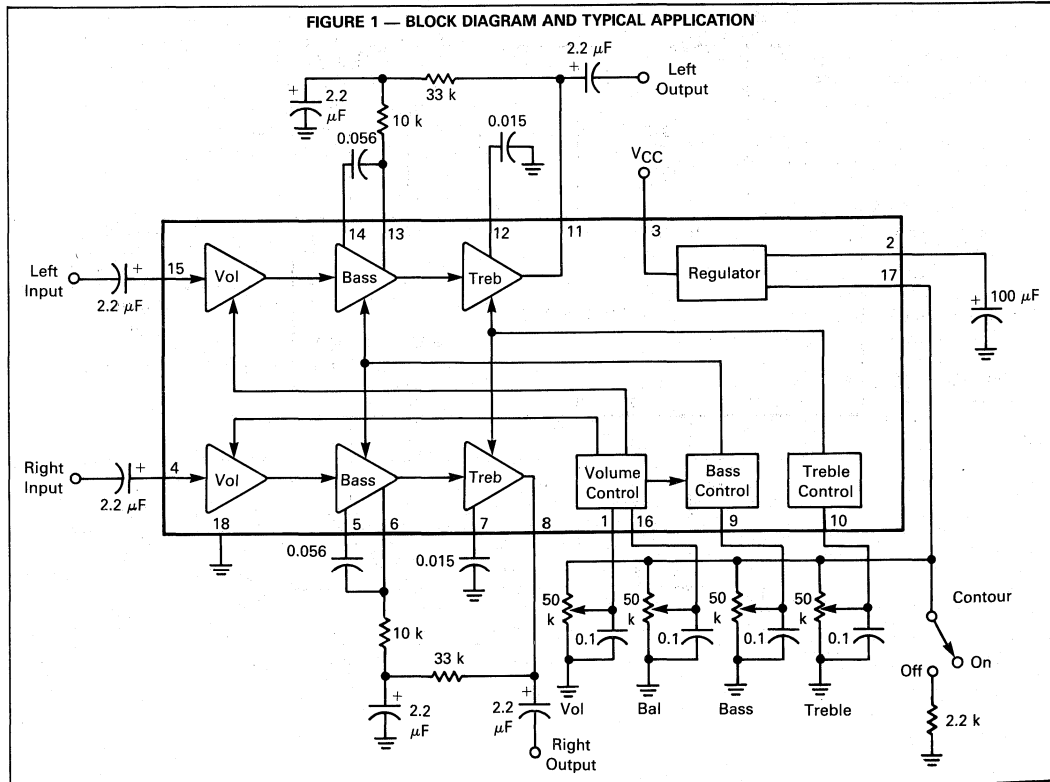 FIGURE 1 — BLOCK DIAGRAM AND TYPICAL APPLICATION
2.2 µF
+
Left
Output
33 k
+
2.2
µF
10 k
0.056
0.015
VCC
14
13
12
11
3
2
17
Left
Input
+
2.2 µF
15
Vol
Bass
Treb
Regulator
+
100 µF
Right
Input
+
2.2 µF
4
Vol
Bass
Treb
Volume
Control
Bass
Control
Treble
Control
18
5
6
7
8
1
16
9
10
0.056
0.015
10 k
33 k
50
k
0.1
50
k
0.1
50
k
0.1
50
k
0.1
Vol
Bal
Bass
Treble
Contour
On
Off
2.2 k
+
2.2
µF
+
2.2
µF
Right
Output